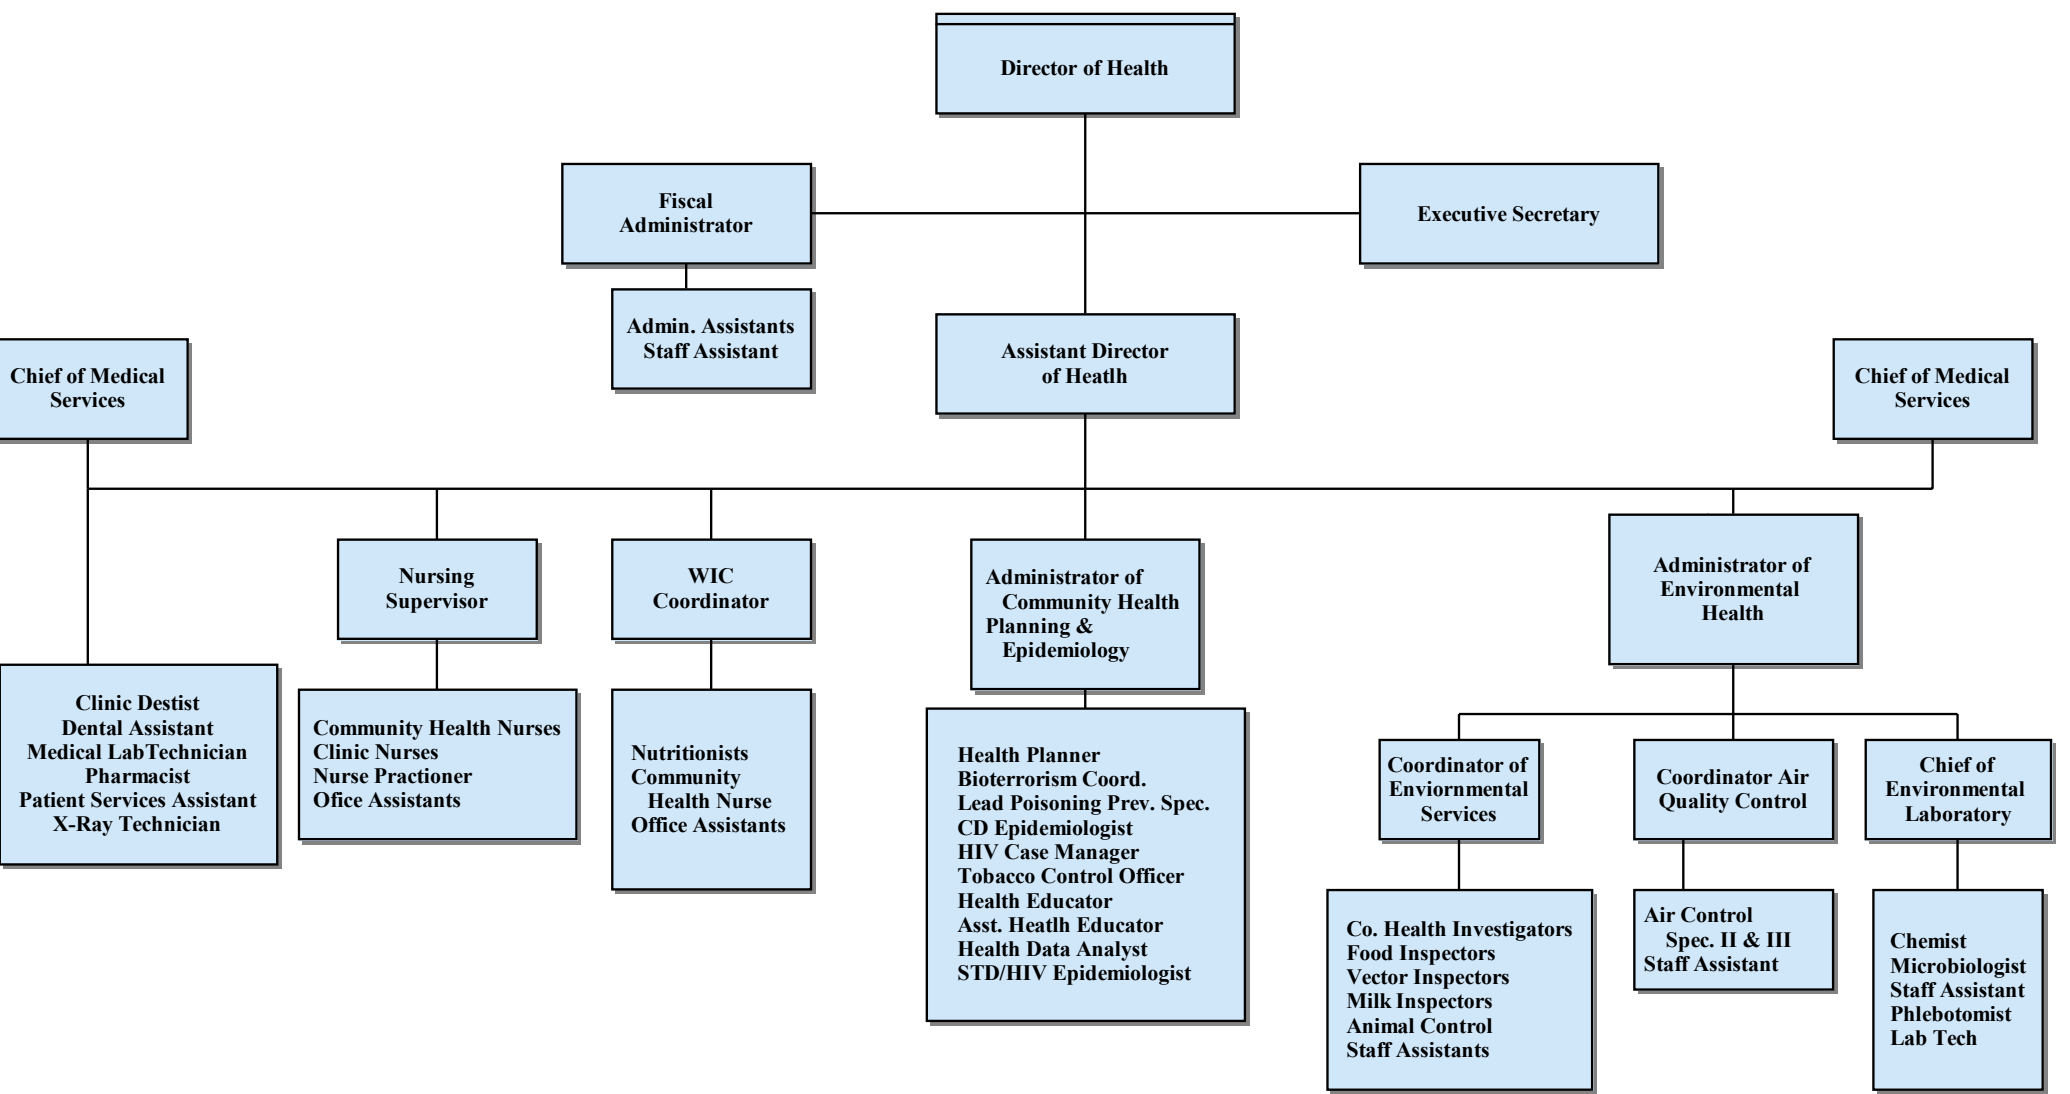 Director of Health
Fiscal
Administrator
Executive Secretary
Admin. Assistants
Staff Assistant
Assistant Director
of Heatlh
Chief of Medical
Services
Chief of Medical
Services
Nursing
Supervisor
WIC
Coordinator
Administrator of
Community Health
Planning &
Epidemiology
Administrator of
Environmental
Health
Clinic Destist
Dental Assistant
Medical LabTechnician
Pharmacist
Patient Services Assistant
X-Ray Technician
Community Health Nurses
Clinic Nurses
Nurse Practioner
Ofice Assistants
Nutritionists
Community
Health Nurse
Office Assistants
Health Planner
Bioterrorism Coord.
Lead Poisoning Prev. Spec.
CD Epidemiologist
HIV Case Manager
Tobacco Control Officer
Health Educator
Asst. Heatlh Educator
Health Data Analyst
STD/HIV Epidemiologist
Coordinator of
Enviornmental
Services
Coordinator Air
Quality Control
Chief of
Environmental
Laboratory
Co. Health Investigators
Food Inspectors
Vector Inspectors
Milk Inspectors
Animal Control
Staff Assistants
Air Control
Spec. II & III
Staff Assistant
Chemist
Microbiologist
Staff Assistant
Phlebotomist
Lab Tech